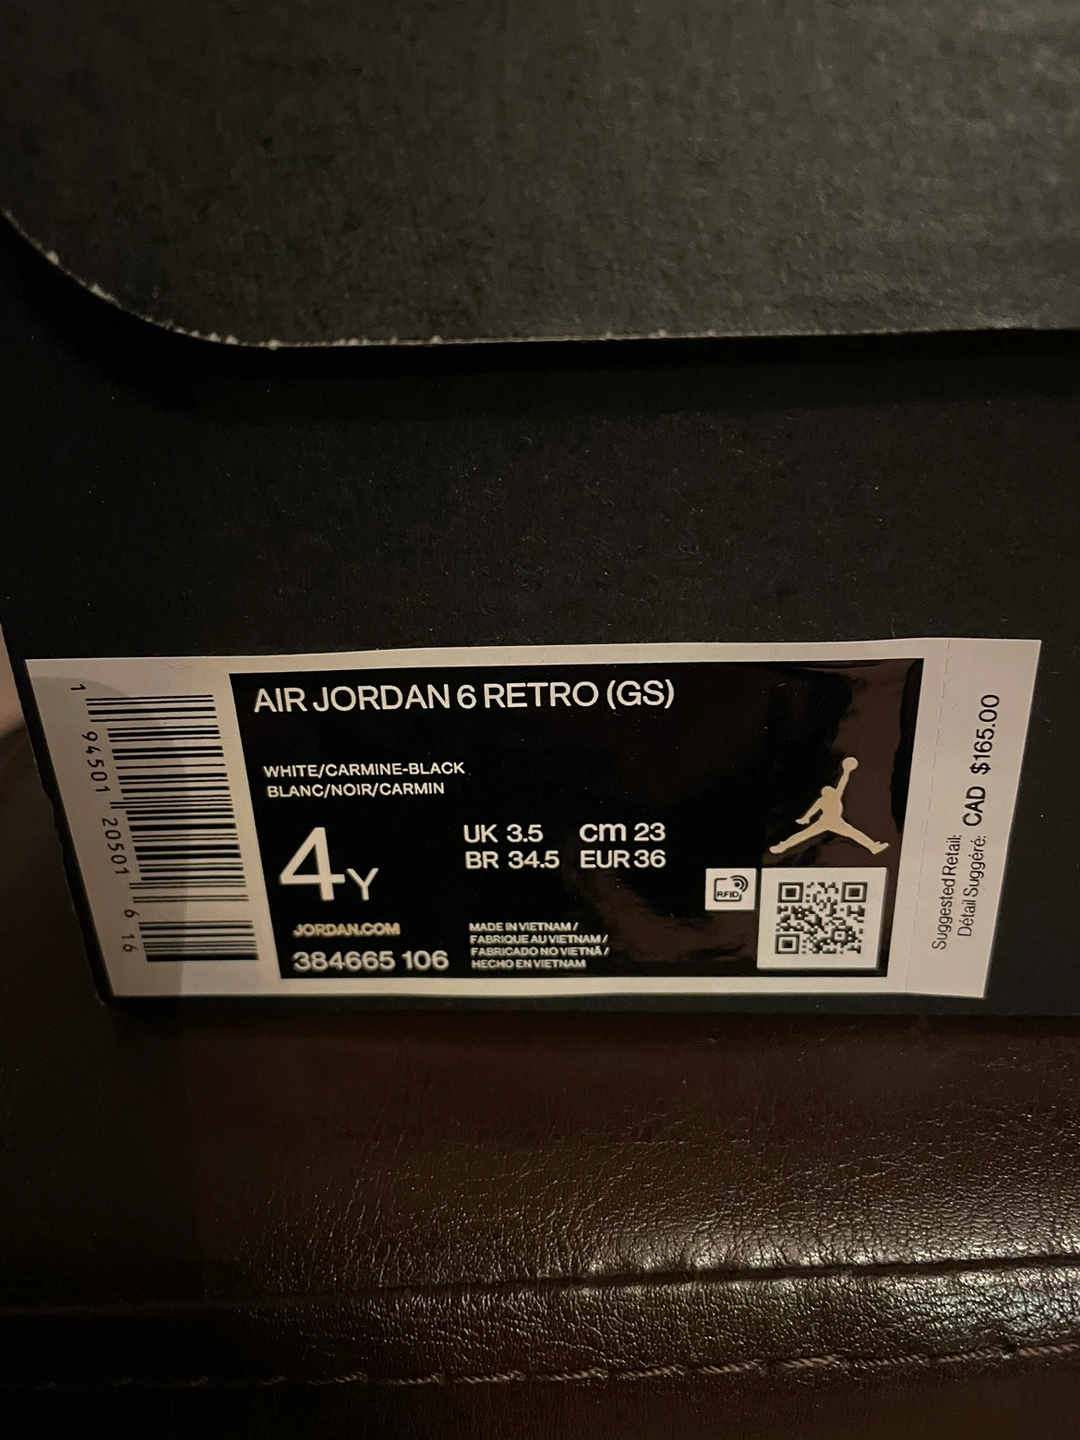 AIR JORDAN 6 RETRO (GS)
WHITE/CARMINE-BLACK
BLANC/NOIR/CARMIN
4Y
UK 3.5 cm 23
BR 34.5 EUR 36
JORDAN.COM
384665 106
MADE IN VIETNAM /
FABRIQUE AU VIETNAM /
FABRICADO NO VIETNÃ /
HECHO EN VIETNAM
RFID
1 94501 20501 6 16
Suggested Retail:
Détail Suggéré: CAD $165.00